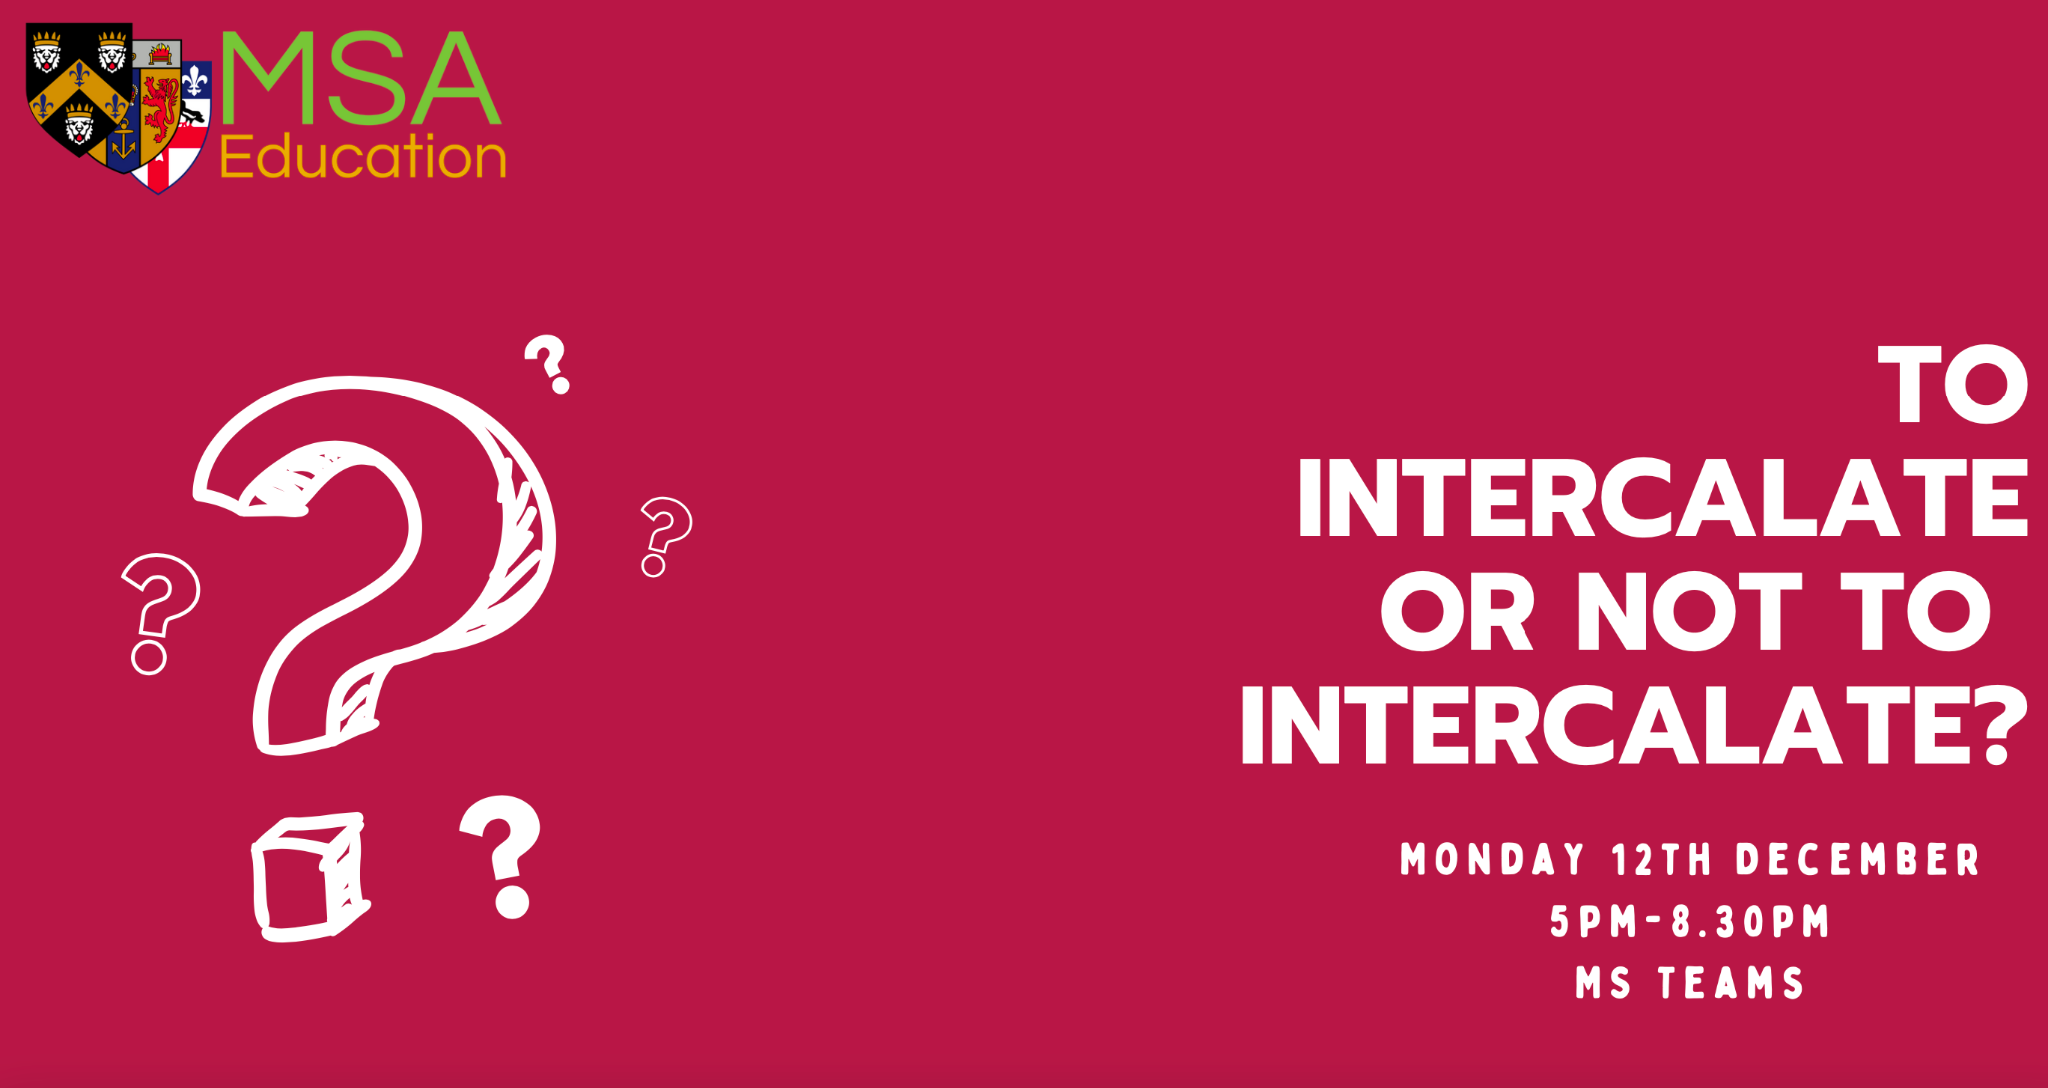 MSA
Education
TO
INTERCALATE
OR NOT TO
INTERCALATE?
MONDAY 12TH DECEMBER
5PM-8.30PM
MS TEAMS